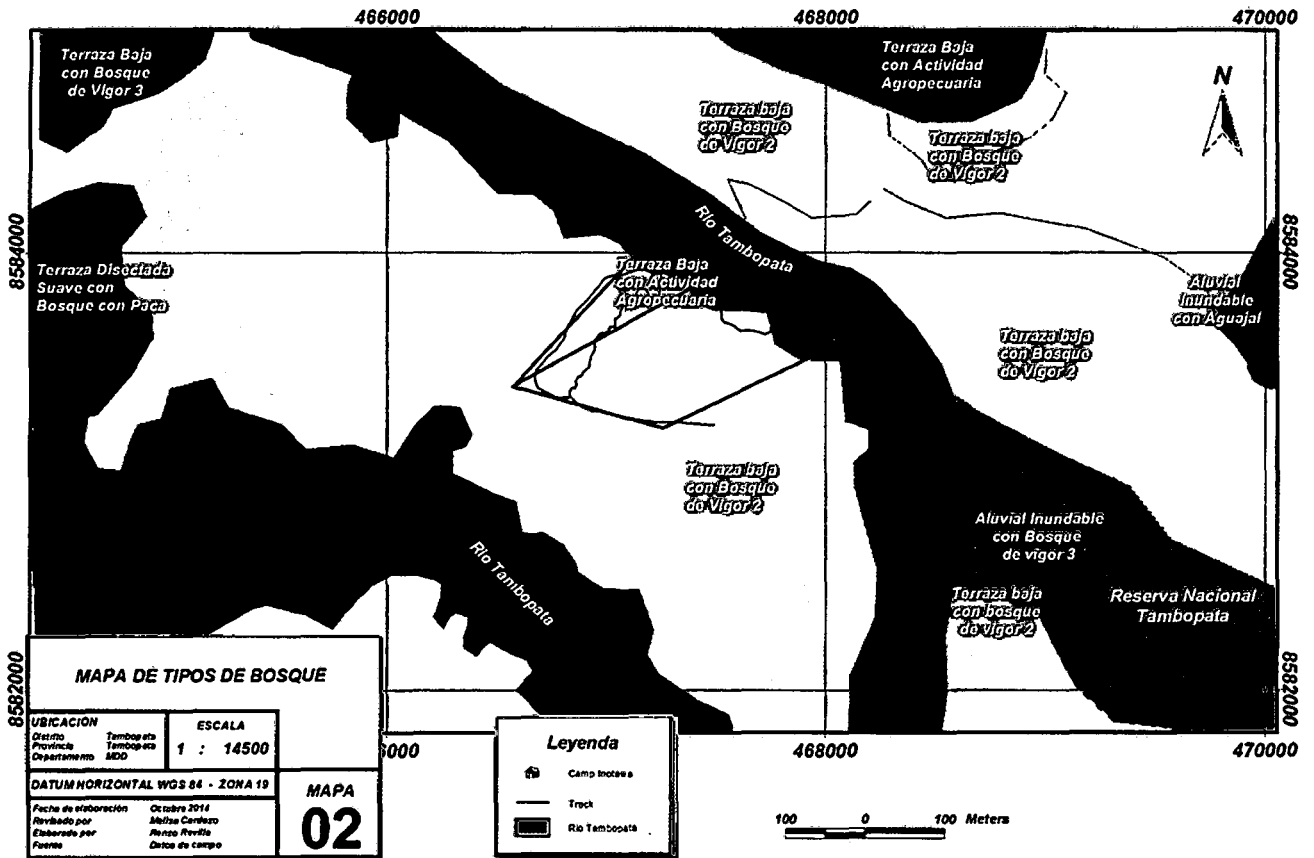 466000
468000
470000
Terraza Baja
con Bosque
de Vigor 3
Terraza Baja
con Actividad
Agropecuaria
N
Terraza baja
con Bosque
de Vigor 2
Terraza baja
con Bosque
de Vigor 2
Río Tambopata
8584000
8584000
Terraza Disectada
Suave con
Bosque con Paca
Terraza Baja
con Actividad
Agropecuaria
Aluvial
Inundable
con Aguajal
Terraza baja
con Bosque
de Vigor 2
Terraza baja
con Bosque
de Vigor 2
Río Tambopata
Aluvial Inundable
con Bosque
de vigor 3
Terraza baja
con bosque
de vigor 2
Reserva Nacional
Tambopata
8582000
8582000
MAPA DE TIPOS DE BOSQUE
UBICACIÓN
Distrito Tambopata
Provincia Tambopata
Departamento MDD
ESCALA
1 : 14500
DATUM HORIZONTAL WGS 84 - ZONA 19
Fecha de elaboración Octubre 2014
Revisado por Melisa Cardozo
Elaborado por Renzo Revilla
Fuente Datos de campo
MAPA
02
6000
468000
470000
Leyenda
Camp Inotawa
Track
Rio Tambopata
100 0 100 Meters